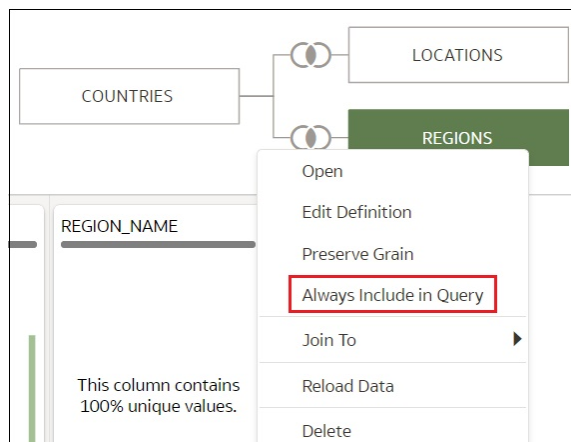 LOCATIONS
COUNTRIES
REGIONS
Open
REGION_NAME
Edit Definition
Preserve Grain
Always Include in Query
Join To
This column contains
100% unique values.
Reload Data
Delete